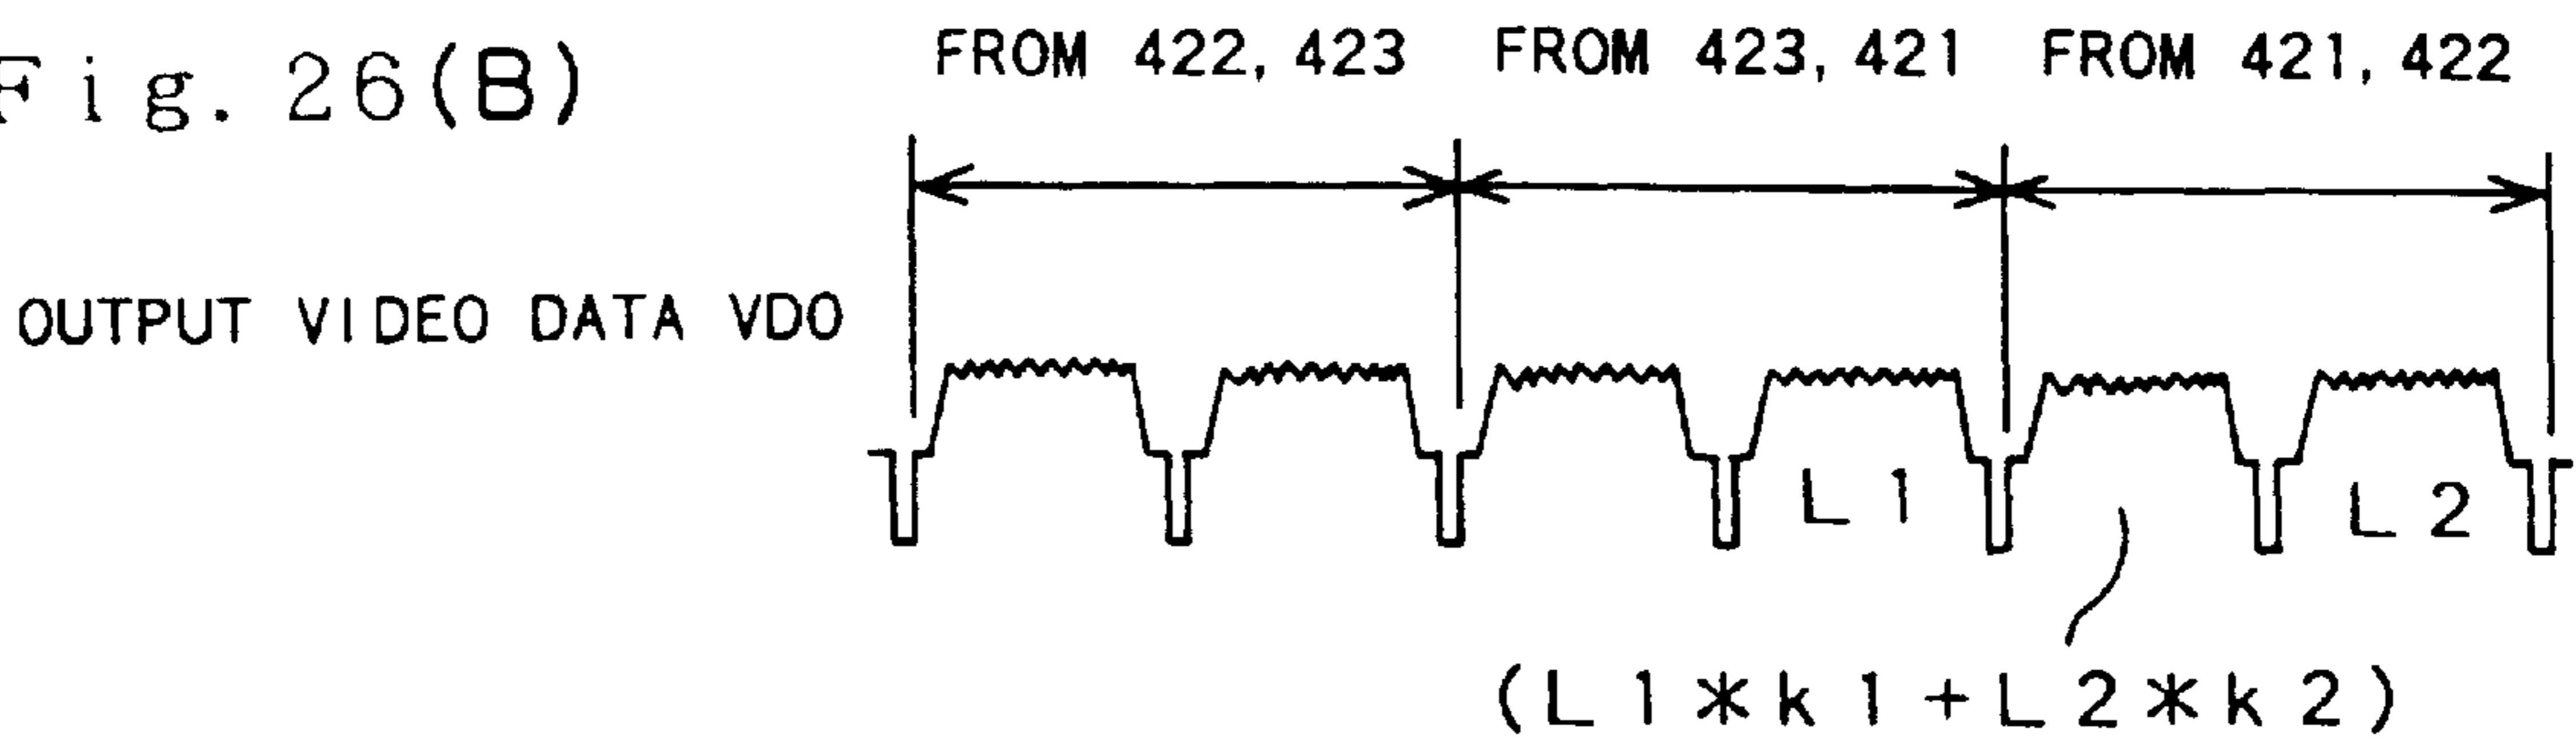 Fig. 26(B)
FROM 422, 423 FROM 423, 421 FROM 421, 422
OUTPUT VIDEO DATA VDO
L1 L2
(L1*k1+L2*k2)